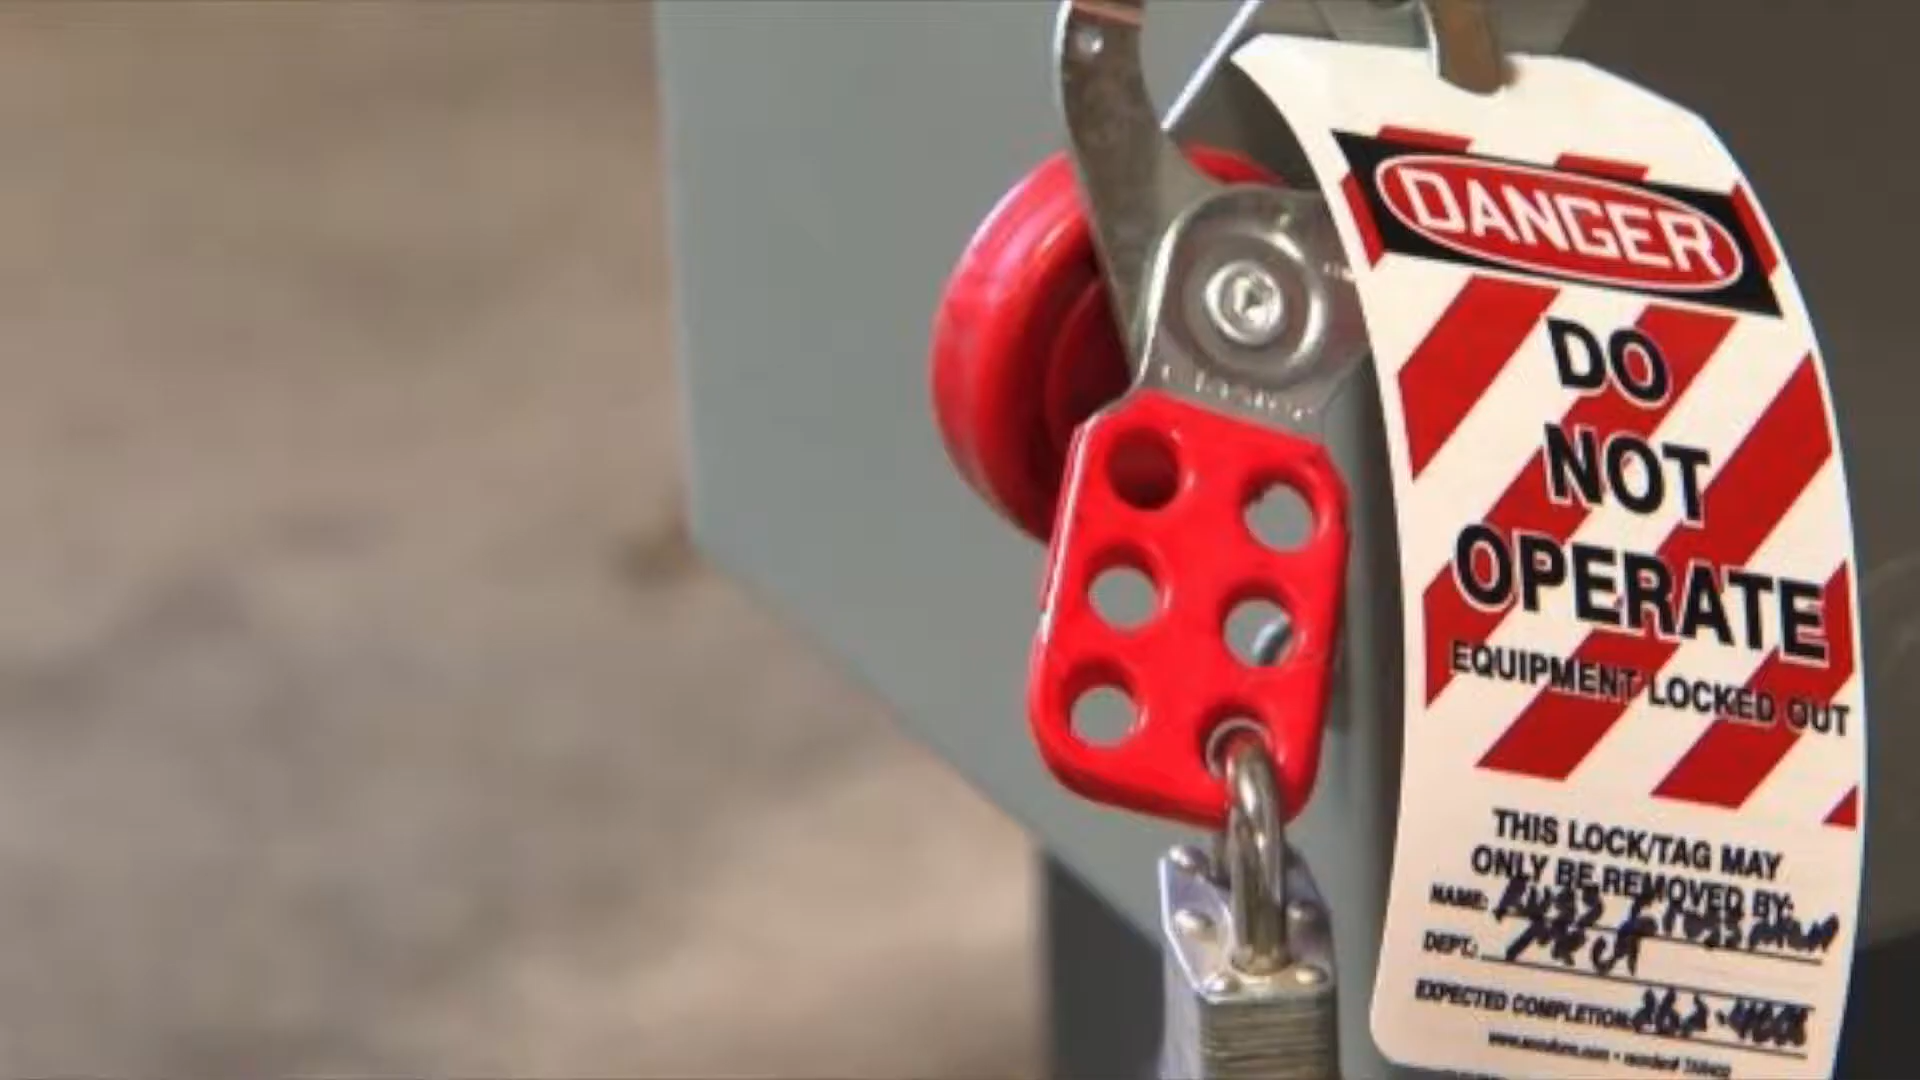 DANGER
DO
NOT
OPERATE
EQUIPMENT LOCKED OUT
THIS LOCK/TAG MAY
ONLY BE REMOVED BY:
NAME:
DEPT.:
EXPECTED COMPLETION: